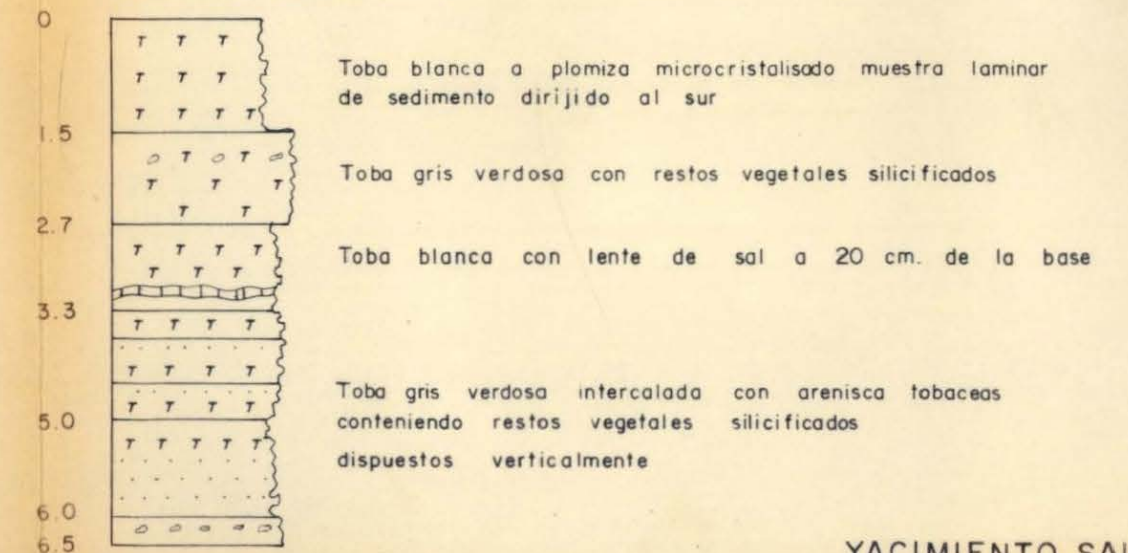 0
Toba blanca a plomiza microcristalisado muestra laminar
de sedimento dirijido al sur
1.5
Toba gris verdosa con restos vegetales silicificados
2.7
Toba blanca con lente de sal a 20 cm. de la base
3.3
Toba gris verdosa intercalada con arenisca tobaceas
5.0
conteniendo restos vegetales silicificados
dispuestos verticalmente
6.0
6.5
YACIMIENTO